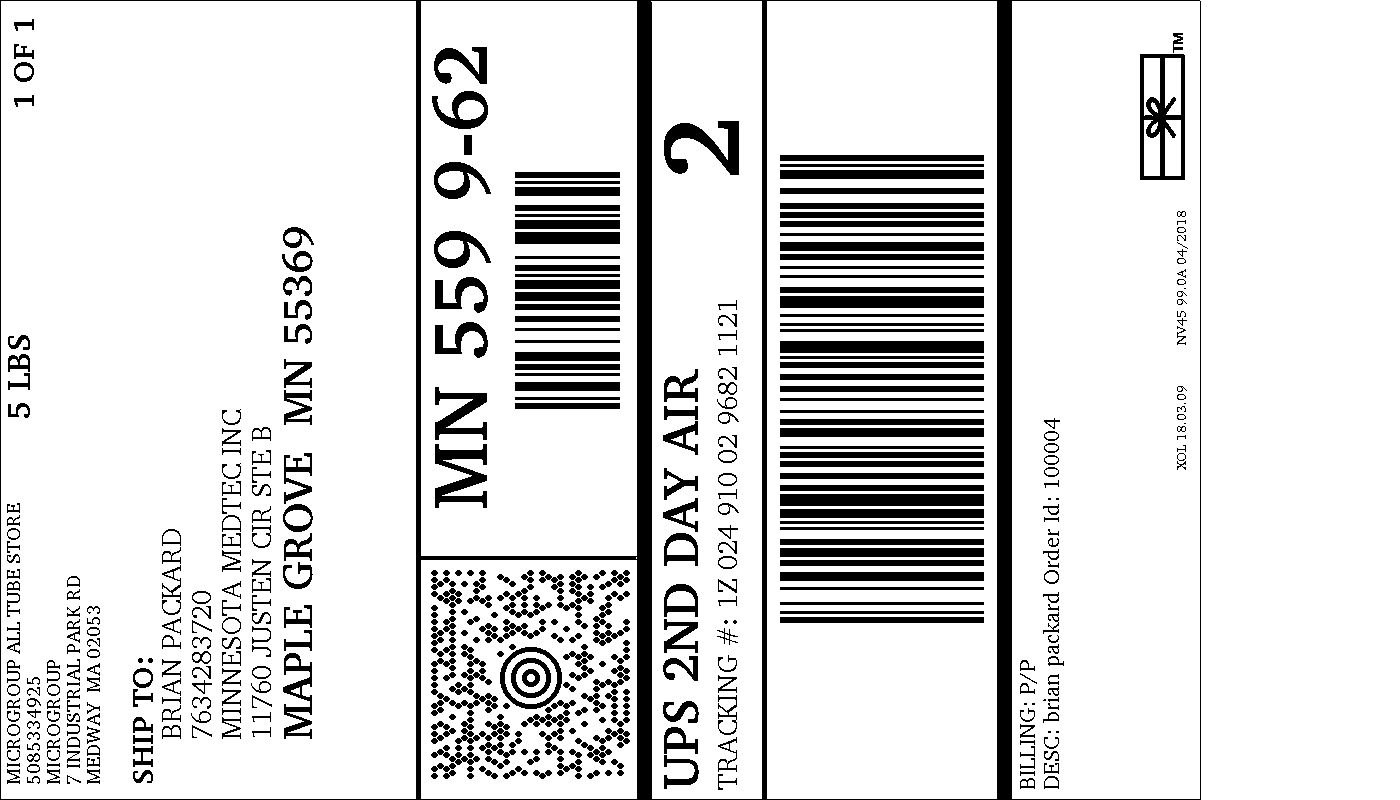 MICROGROUP ALL TUBE STORE
5085334925
MICROGROUP
7 INDUSTRIAL PARK RD
MEDWAY  MA 02053
5 LBS
1 OF 1
SHIP TO:
BRIAN PACKARD
7634283720
MINNESOTA MEDTEC INC
11760 JUSTEN CIR STE B
MAPLE GROVE  MN 55369
MN 559 9-62
UPS 2ND DAY AIR
2
TRACKING #: 1Z 024 910 02 9682 1121
BILLING: P/P
DESC: brian packard Order Id: 100004
XOL 18.03.09
NV45 99.0A 04/2018
TM